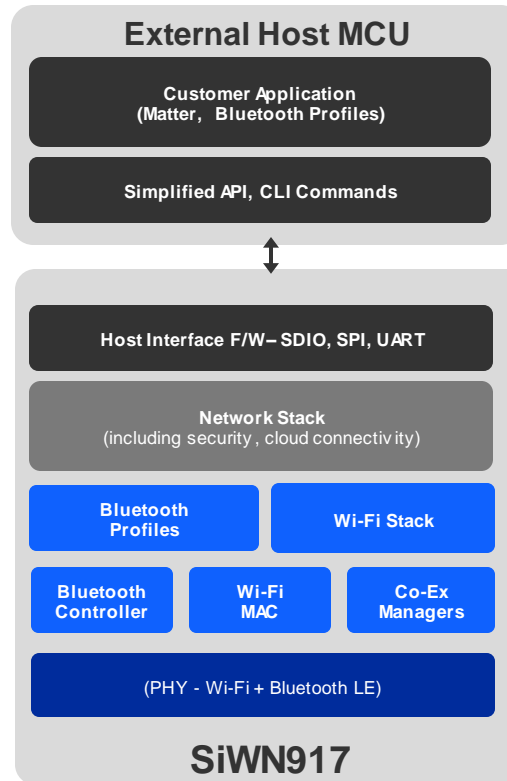 External Host MCU
Customer Application
(Matter, Bluetooth Profiles)
Simplified API, CLI Commands
Host Interface F/W– SDIO, SPI, UART
Network Stack
(including security, cloud connectivity)
Bluetooth
Profiles
Wi-Fi Stack
Bluetooth
Controller
Wi-Fi
MAC
Co-Ex
Managers
(PHY - Wi-Fi + Bluetooth LE)
SiWN917